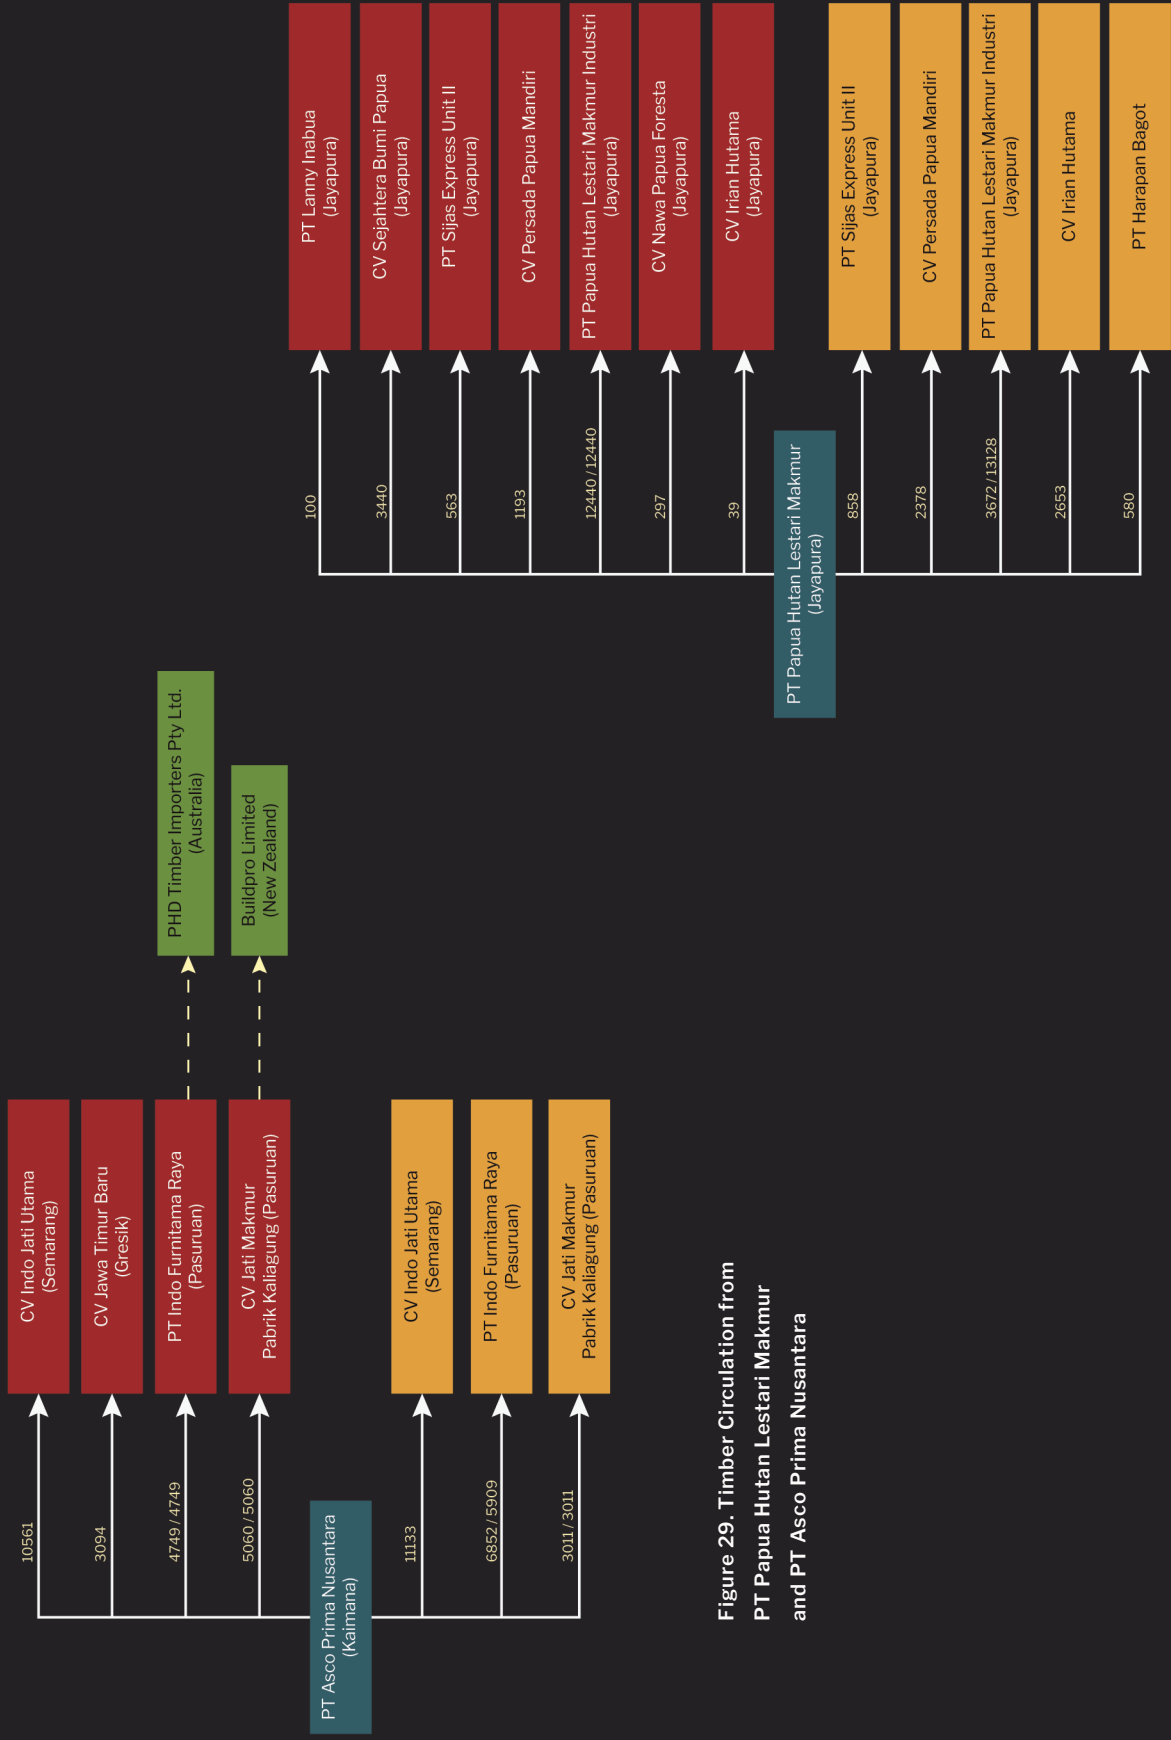 PT Asco Prima Nusantara
(Kaimana)
10561
CV Indo Jati Utama
(Semarang)
3094
CV Jawa Timur Baru
(Gresik)
4749 / 4749
PT Indo Furnitama Raya
(Pasuruan)
PHD Timber Importers Pty Ltd.
(Australia)
5060 / 5060
CV Jati Makmur
Pabrik Kaliagung (Pasuruan)
Buildpro Limited
(New Zealand)
11133
CV Indo Jati Utama
(Semarang)
6852 / 5909
PT Indo Furnitama Raya
(Pasuruan)
3011 / 3011
CV Jati Makmur
Pabrik Kaliagung (Pasuruan)
PT Papua Hutan Lestari Makmur
(Jayapura)
100
PT Lanny Inabua
(Jayapura)
3440
CV Sejahtera Bumi Papua
(Jayapura)
563
PT Sijas Express Unit II
(Jayapura)
1193
CV Persada Papua Mandiri
12440 / 12440
PT Papua Hutan Lestari Makmur Industri
(Jayapura)
297
CV Nawa Papua Foresta
(Jayapura)
39
CV Irian Hutama
(Jayapura)
858
PT Sijas Express Unit II
(Jayapura)
2378
CV Persada Papua Mandiri
3672 / 13128
PT Papua Hutan Lestari Makmur Industri
(Jayapura)
2653
CV Irian Hutama
580
PT Harapan Bagot
Figure 29. Timber Circulation from
PT Papua Hutan Lestari Makmur
and PT Asco Prima Nusantara